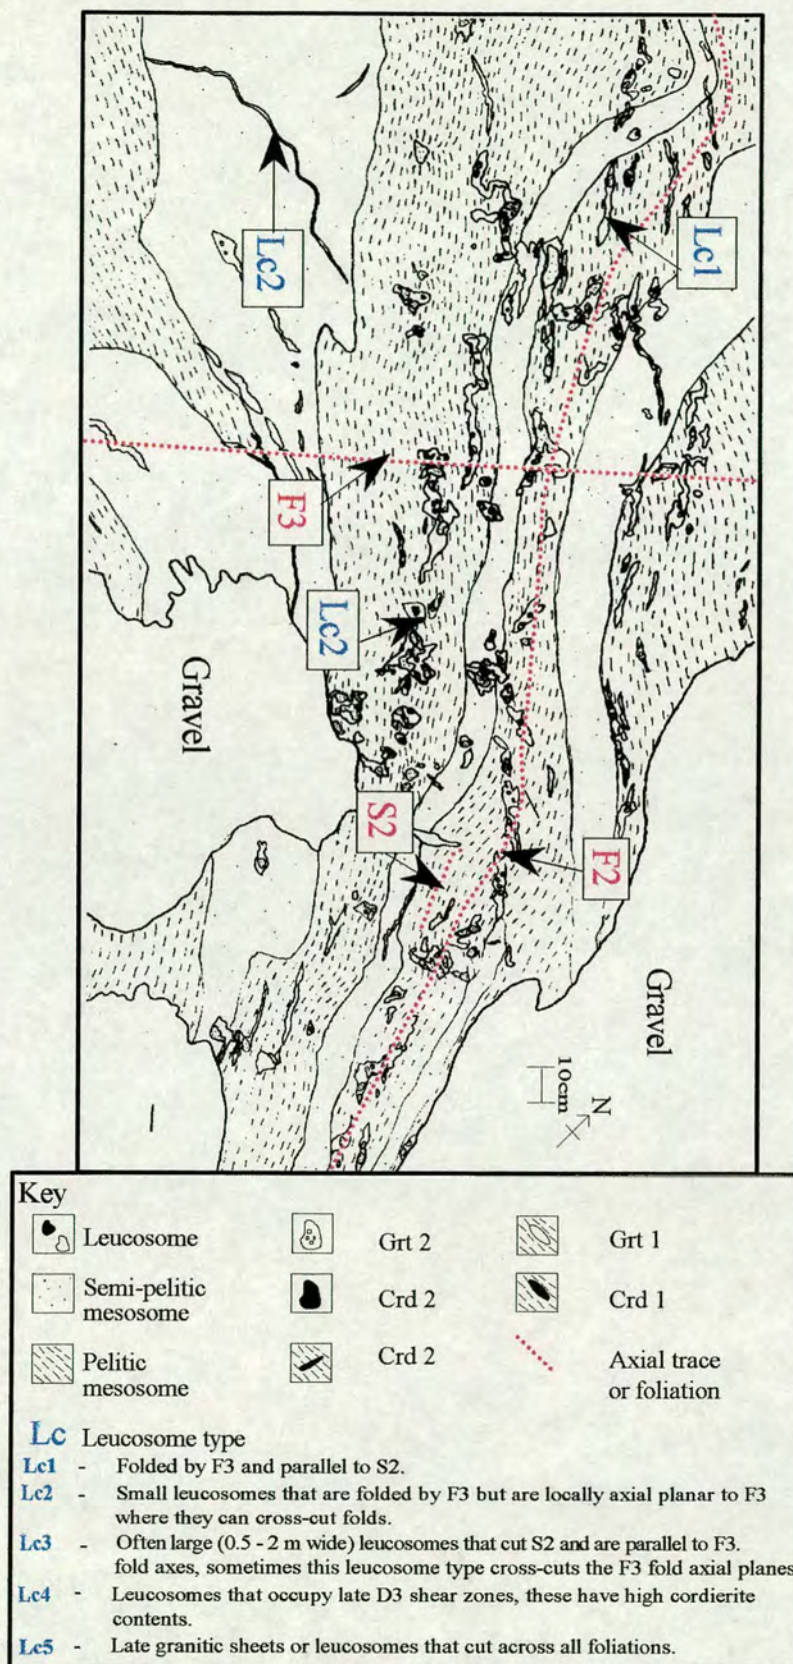 Lc1
Lc2
F3
Lc2
Gravel
S2
F2
Gravel
10cm
N
Key
Leucosome
Grt 2
Grt 1
Semi-pelitic
mesosome
Crd 2
Crd 1
Pelitic
mesosome
Crd 2
Axial trace
or foliation
Lc Leucosome type
Lc1 - Folded by F3 and parallel to S2.
Lc2 - Small leucosomes that are folded by F3 but are locally axial planar to F3
where they can cross-cut folds.
Lc3 - Often large (0.5 - 2 m wide) leucosomes that cut S2 and are parallel to F3.
fold axes, sometimes this leucosome type cross-cuts the F3 fold axial planes
Lc4 - Leucosomes that occupy late D3 shear zones, these have high cordierite
contents.
Lc5 - Late granitic sheets or leucosomes that cut across all foliations.